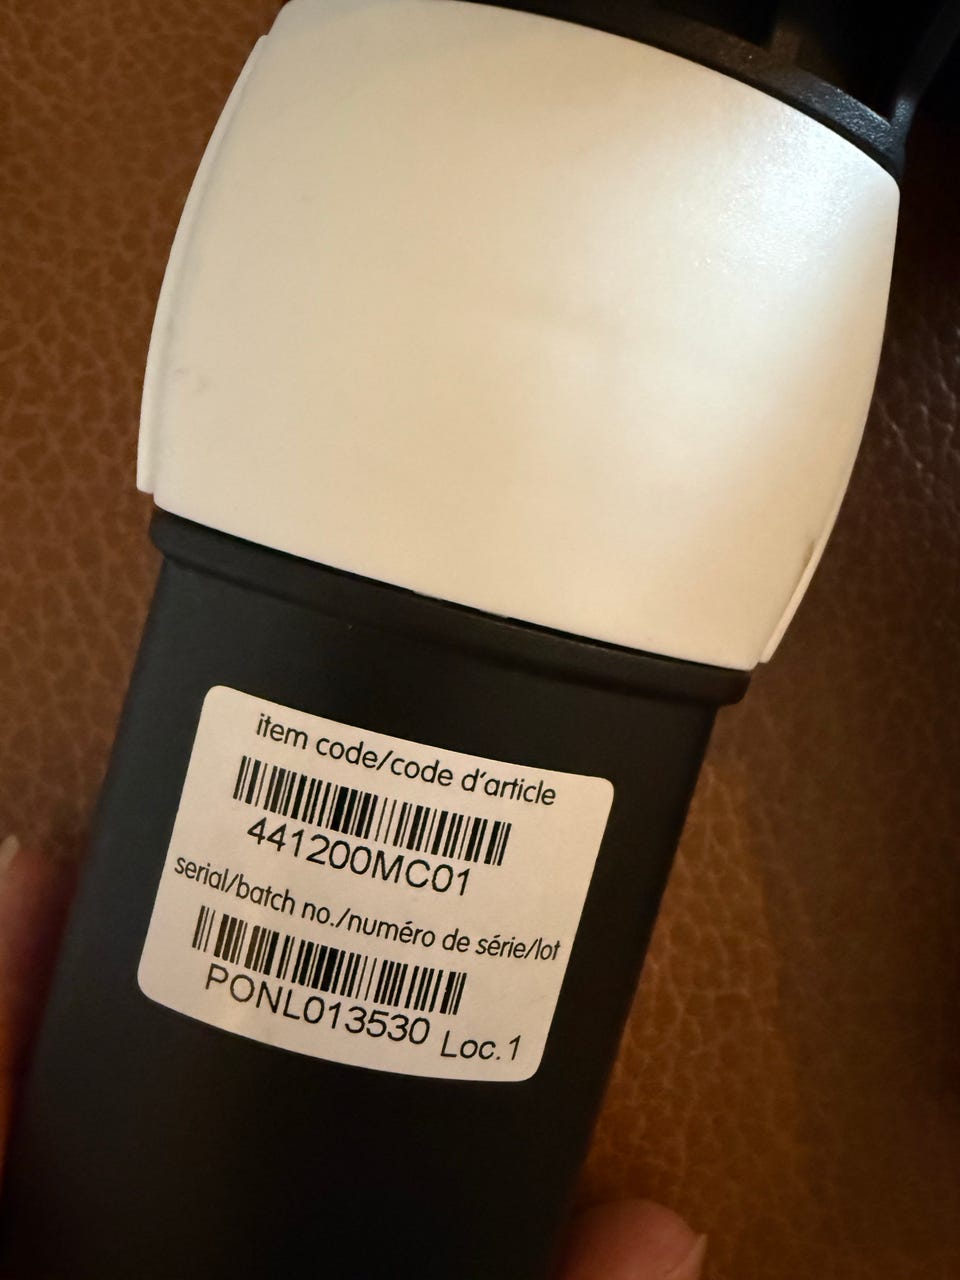 item code/code d'article
441200MC01
serial/batch no./numéro de série/lot
PONL013530 Loc.1